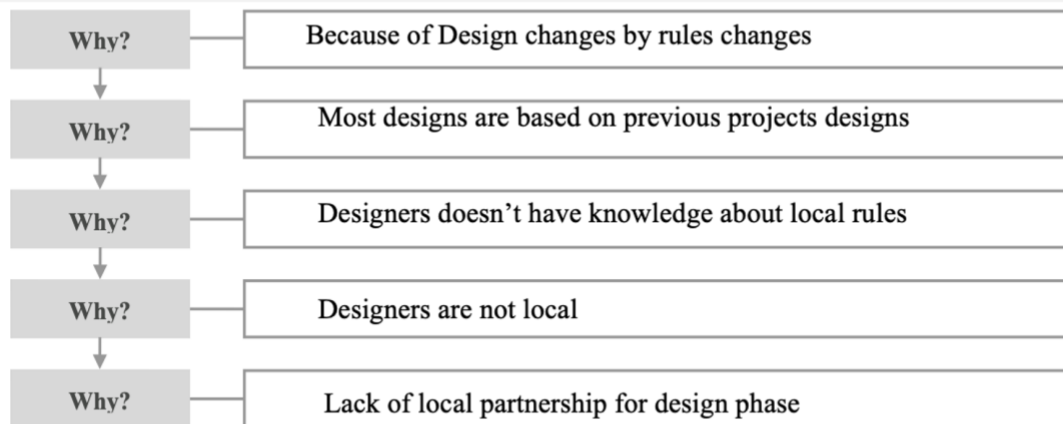 Why?
Because of Design changes by rules changes
Why?
Most designs are based on previous projects designs
Why?
Designers doesn’t have knowledge about local rules
Why?
Designers are not local
Why?
Lack of local partnership for design phase